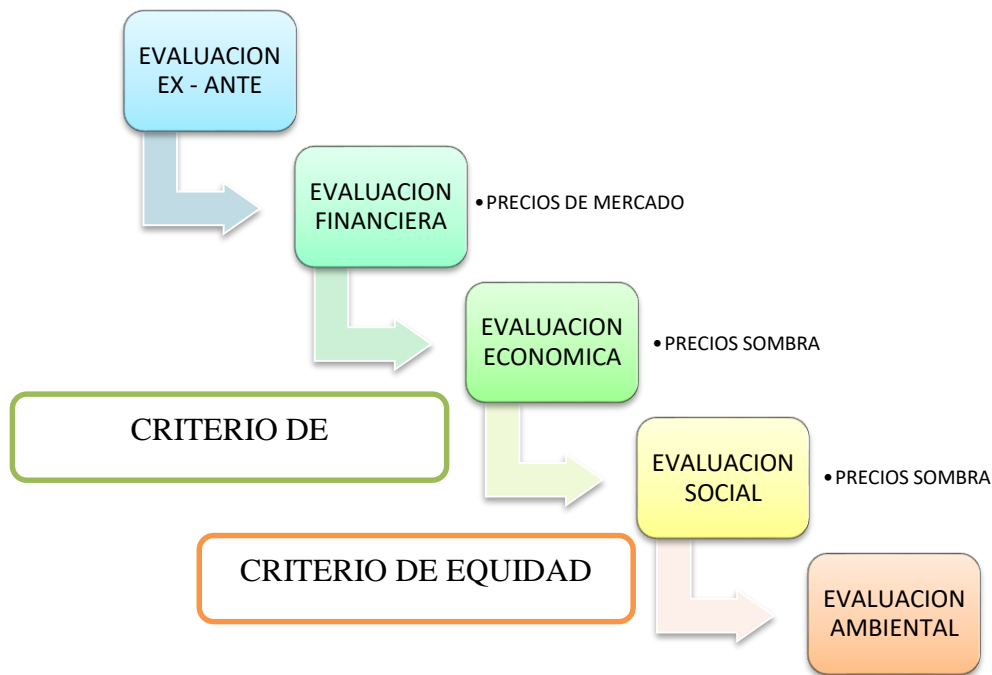 EVALUACION
EX - ANTE
EVALUACION
FINANCIERA
•PRECIOS DE MERCADO
EVALUACION
ECONOMICA
•PRECIOS SOMBRA
CRITERIO DE
EVALUACION
SOCIAL
•PRECIOS SOMBRA
CRITERIO DE EQUIDAD
EVALUACION
AMBIENTAL